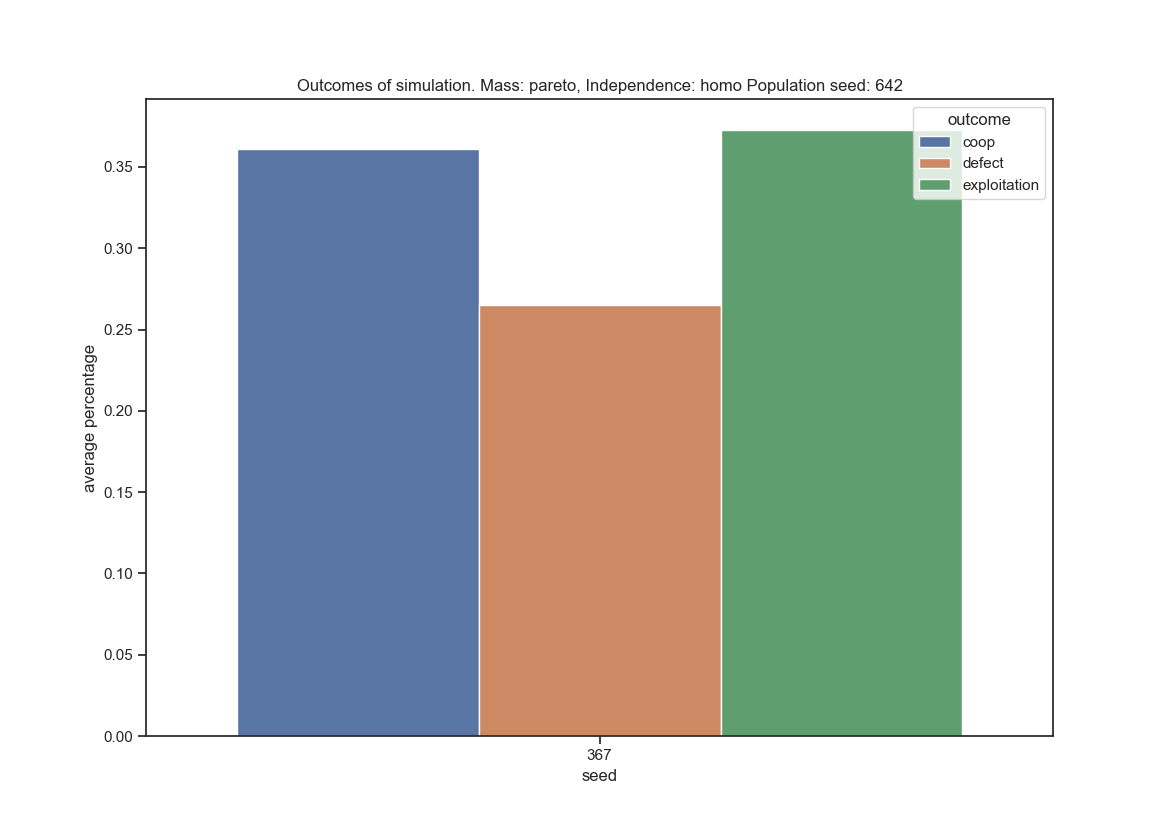 Outcomes of simulation. Mass: pareto, Independence: homo Population seed: 642
outcome
coop
defect
exploitation
average percentage
0.35
0.30
0.25
0.20
0.15
0.10
0.05
0.00
367
seed